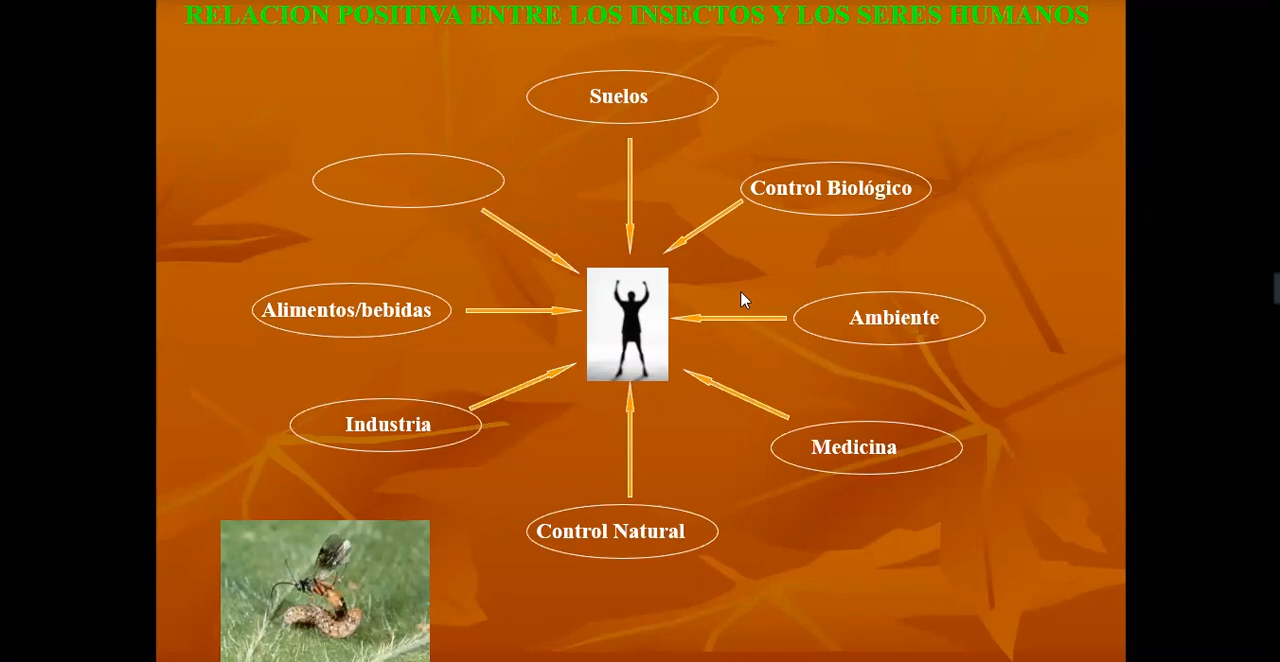 RELACION POSITIVA ENTRE LOS INSECTOS Y LOS SERES HUMANOS
Suelos
Control Biológico
Alimentos/bebidas
Ambiente
Industria
Medicina
Control Natural